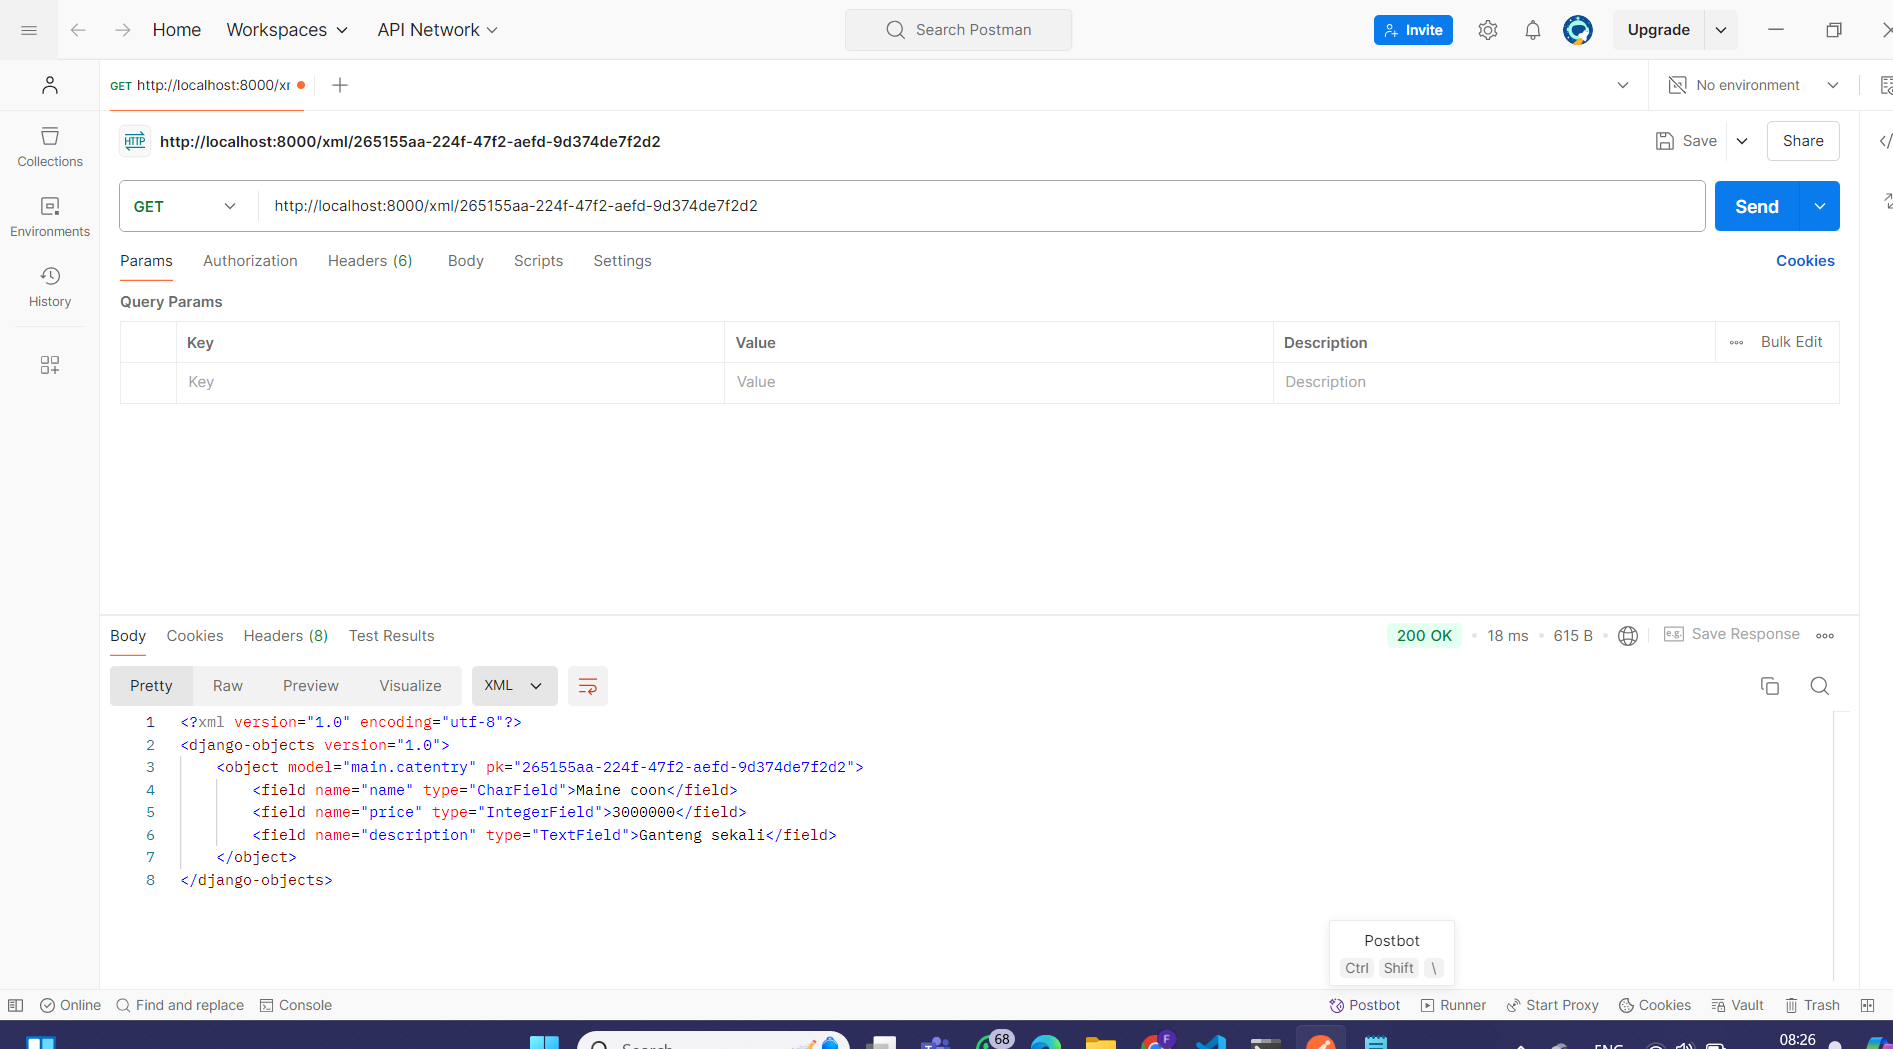 Home Workspaces API Network Search Postman Invite Upgrade
GET http://localhost:8000/xr No environment
HTTP http://localhost:8000/xml/265155aa-224f-47f2-aefd-9d374de7f2d2 Save Share
Collections
GET http://localhost:8000/xml/265155aa-224f-47f2-aefd-9d374de7f2d2 Send
Environments
Params Authorization Headers (6) Body Scripts Settings Cookies
History
Query Params
Key Value Description Bulk Edit
Key Value Description
Body Cookies Headers (8) Test Results 200 OK 18 ms 615 B e.g. Save Response
Pretty Raw Preview Visualize XML
1 <?xml version="1.0" encoding="utf-8"?>
2 <django-objects version="1.0">
3 <object model="main.catentry" pk="265155aa-224f-47f2-aefd-9d374de7f2d2">
4 <field name="name" type="CharField">Maine coon</field>
5 <field name="price" type="IntegerField">3000000</field>
6 <field name="description" type="TextField">Ganteng sekali</field>
7 </object>
8 </django-objects>
Postbot
Ctrl Shift \
Online Find and replace Console Postbot Runner Start Proxy Cookies Vault Trash
Search 68 F ENG 08:26